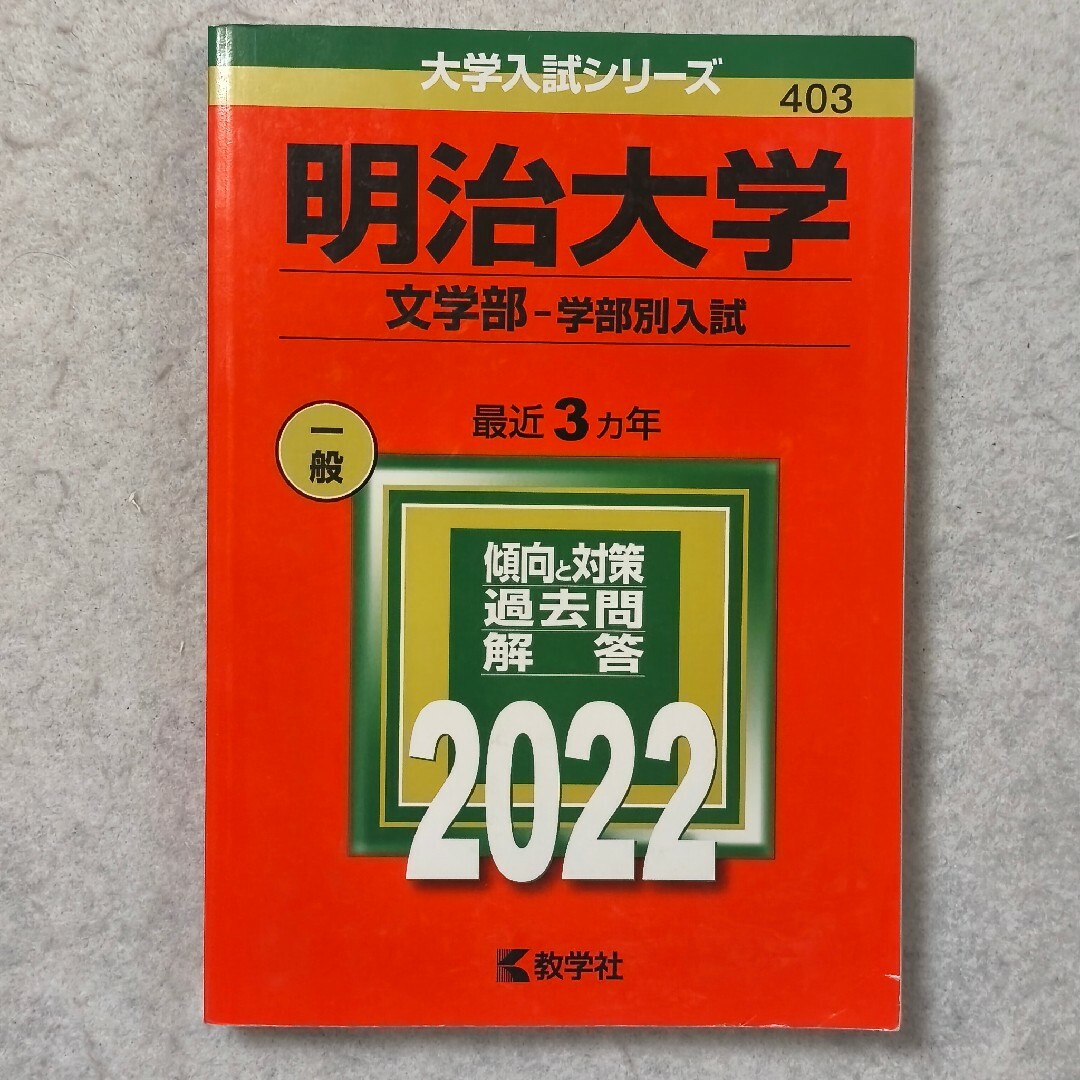 大学入試シリーズ
403
明治大学
文学部-学部別入試
最近3カ年
一般
傾向と対策
過去問
解答
2022
教学社